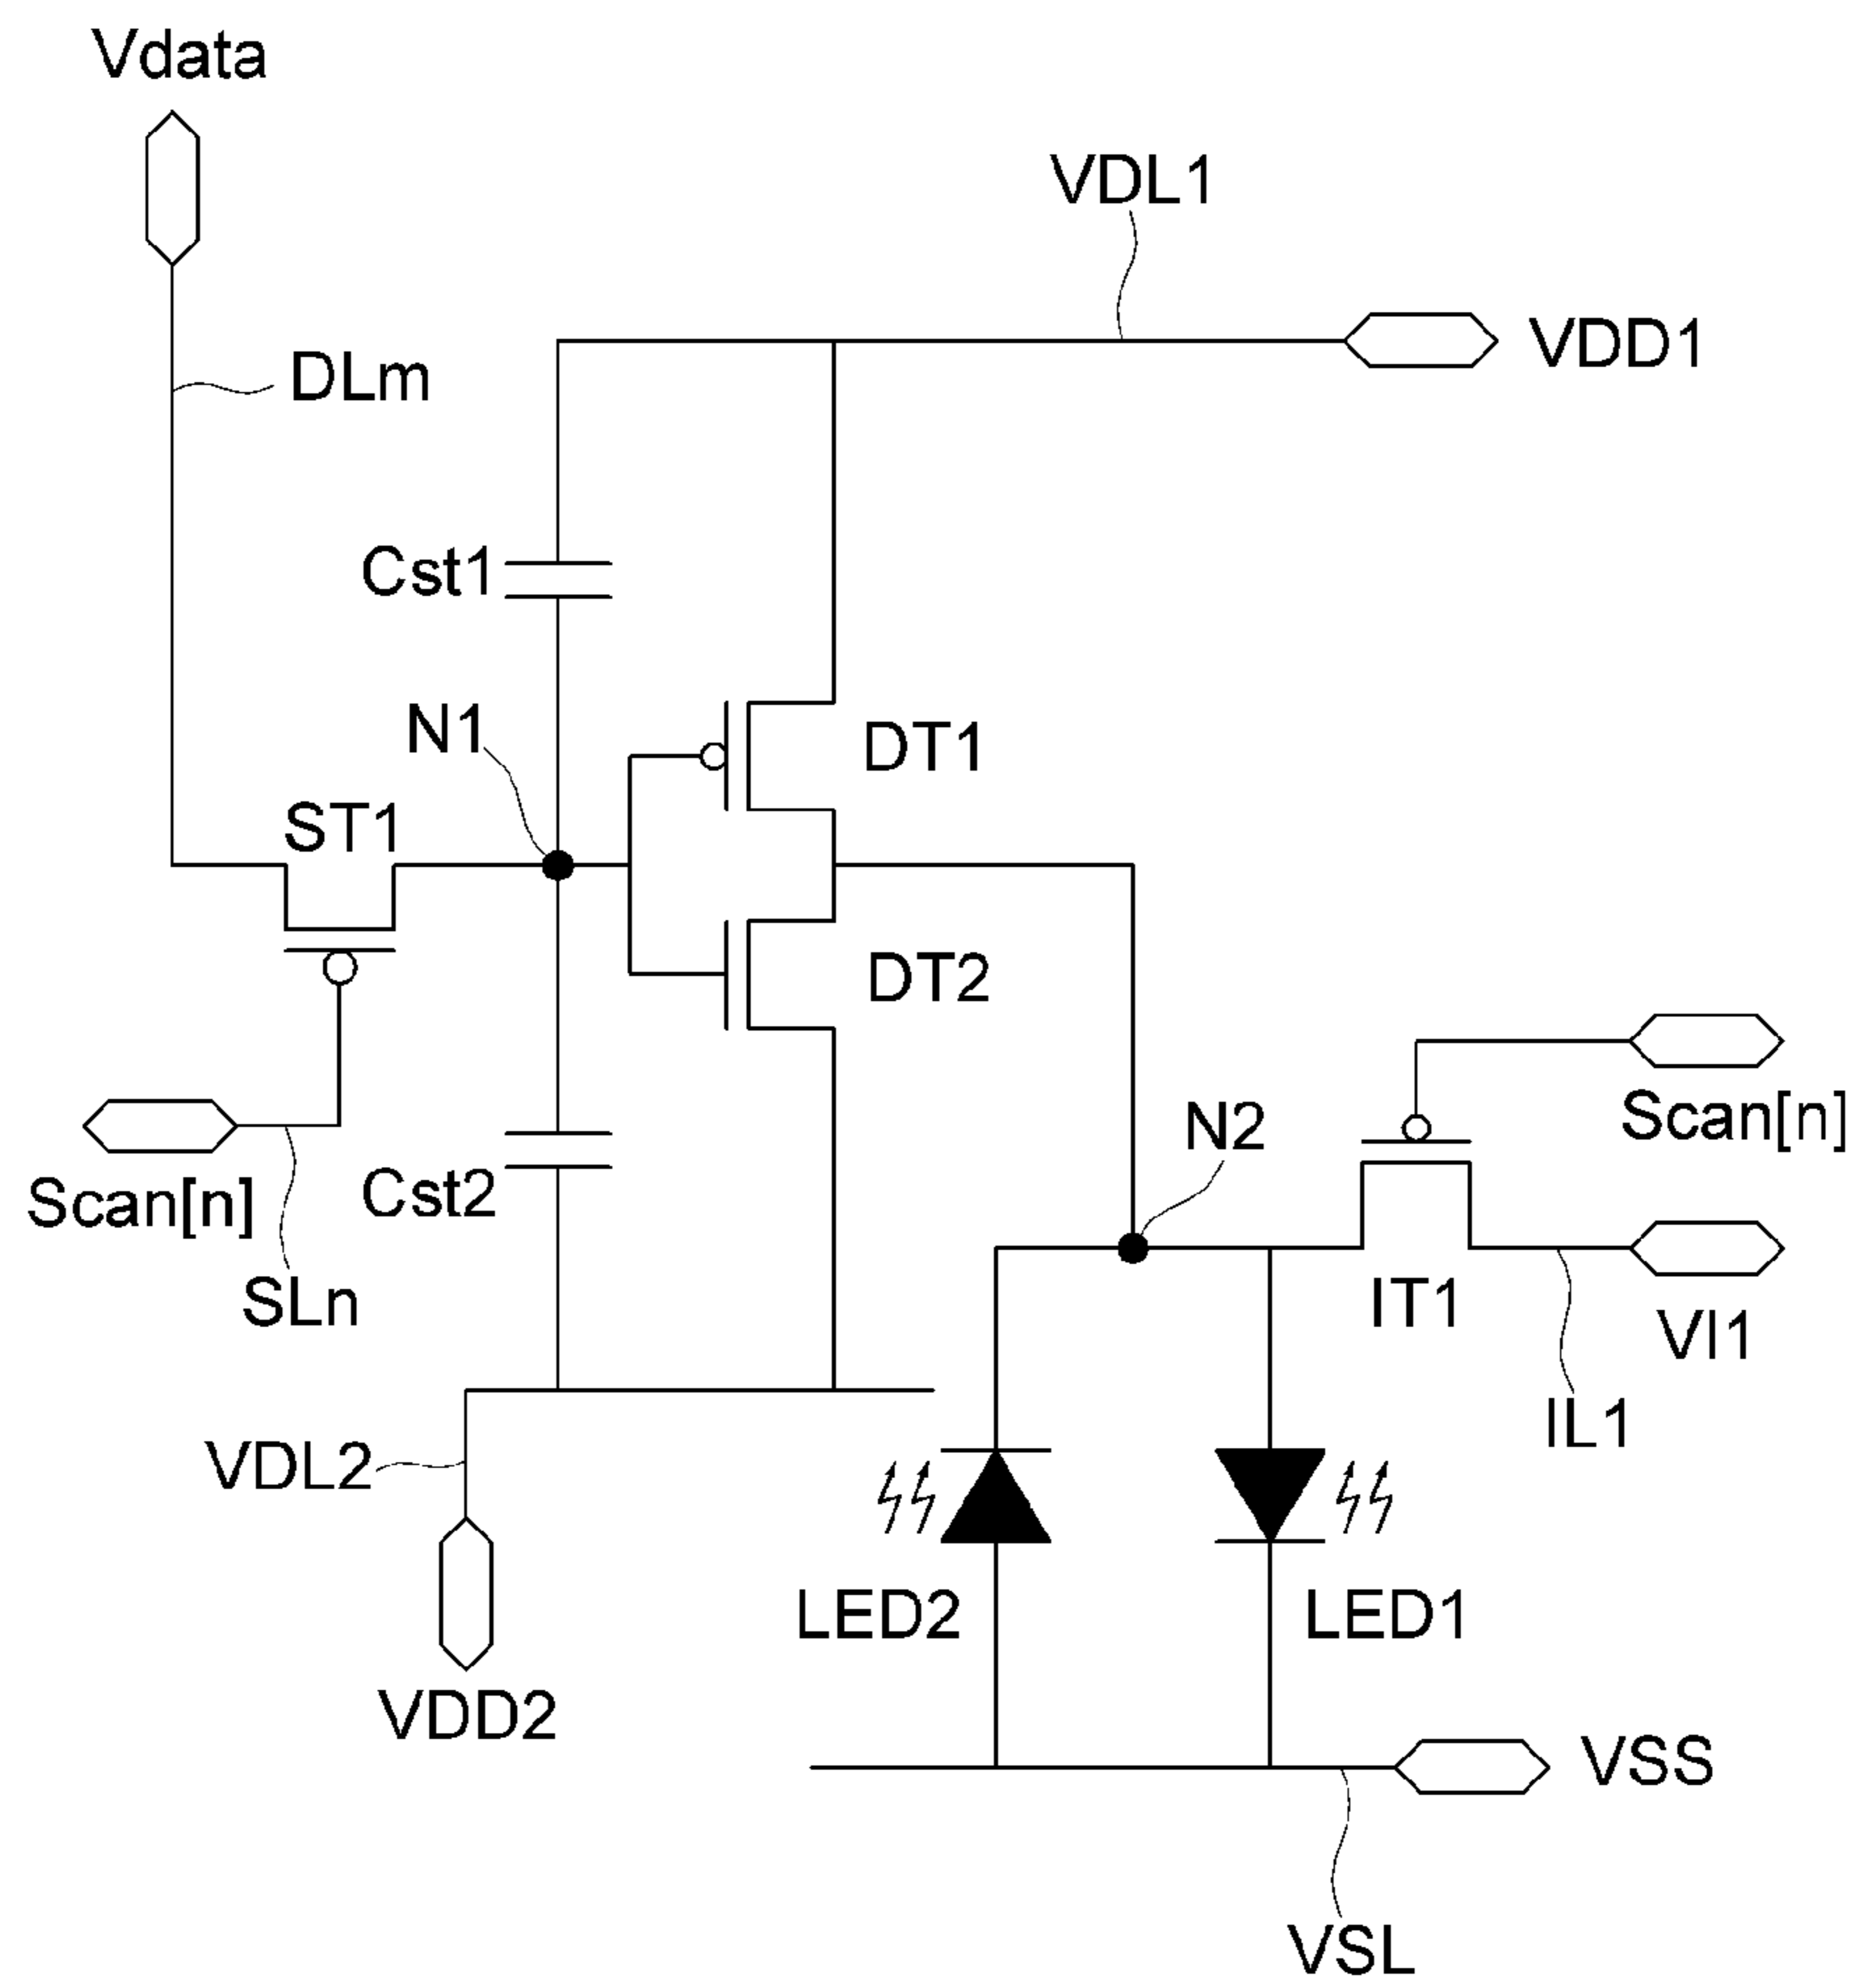 Vdata
VDL1
VDD1
DLm
Cst1
N1
DT1
ST1
DT2
Scan[n]
N2
Scan[n]
Cst2
SLn
IT1
VI1
IL1
VDL2
LED2
LED1
VDD2
VSS
VSL